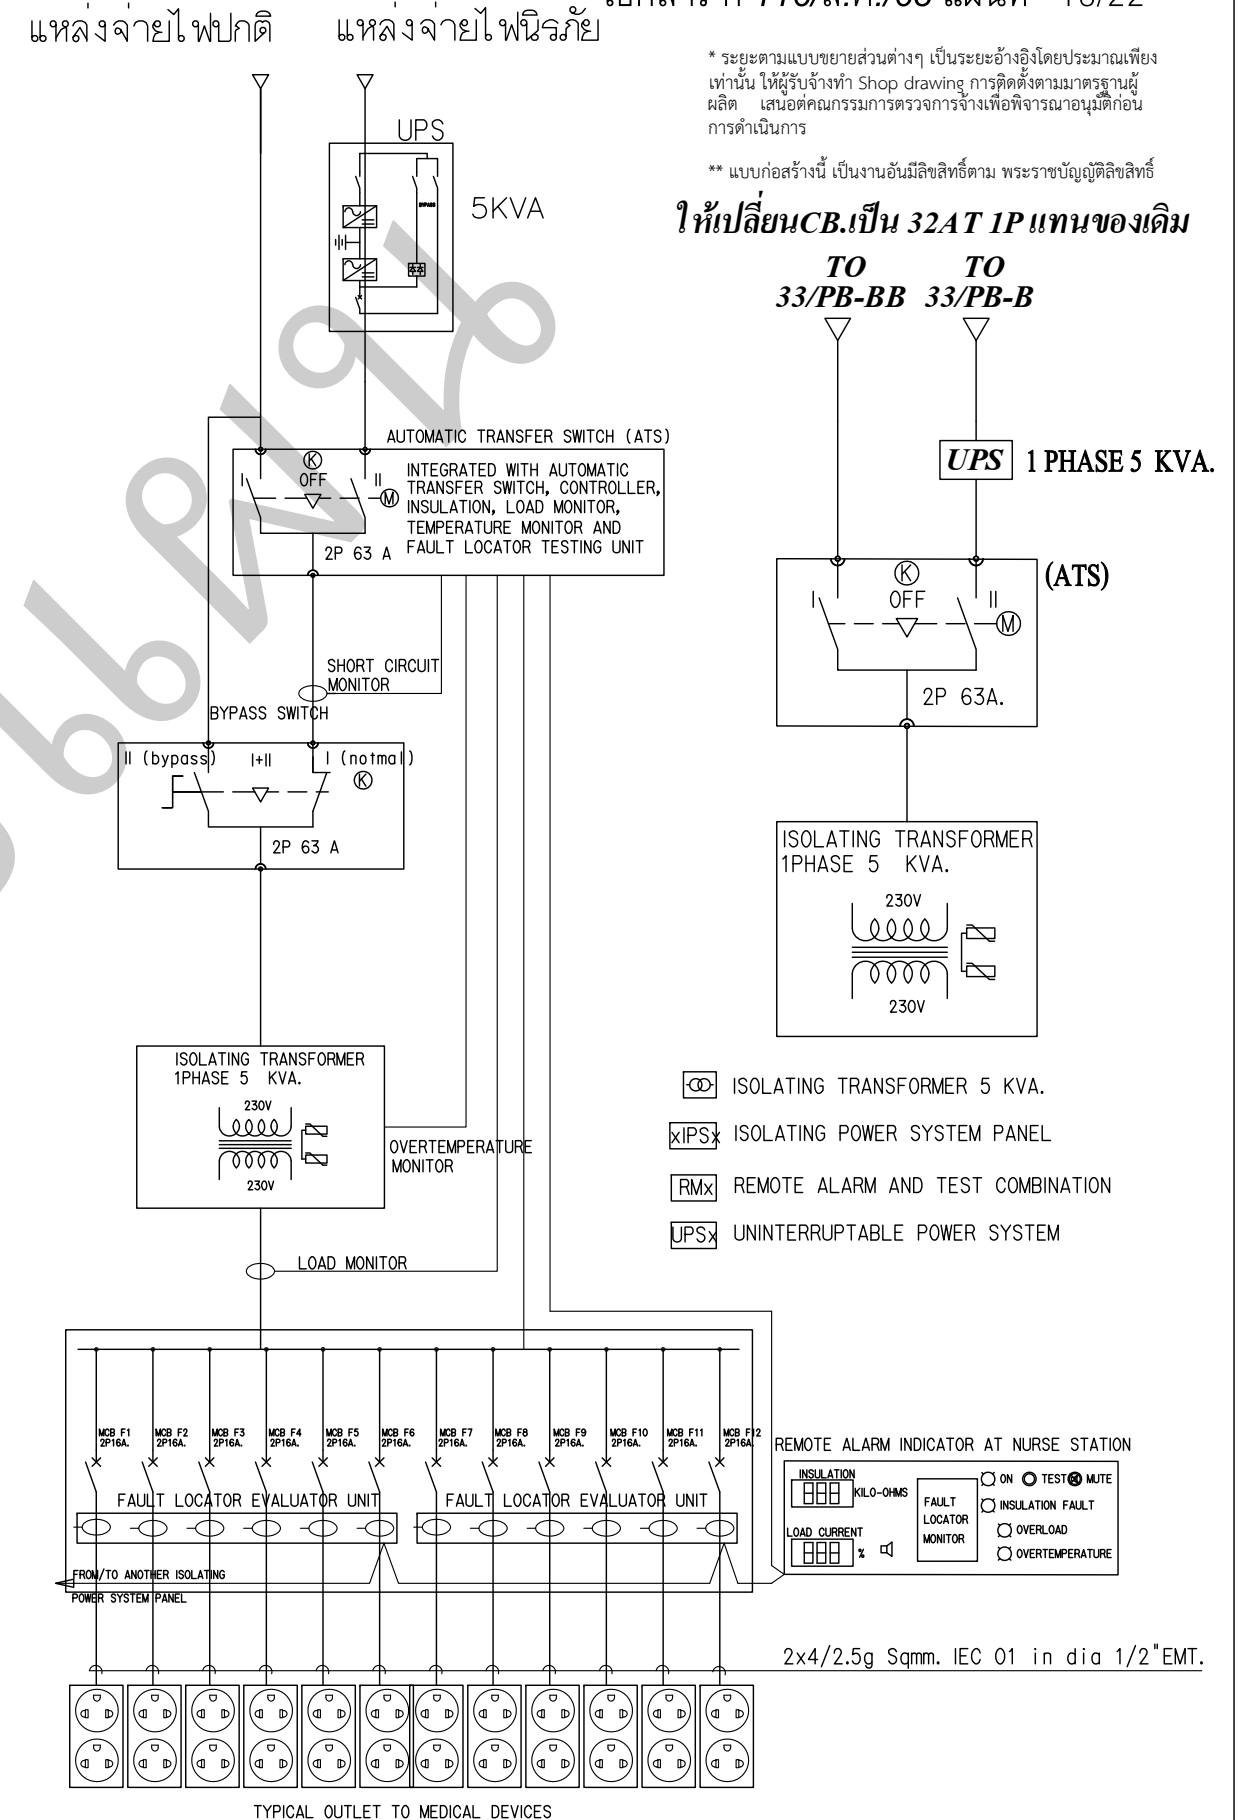 แหล่งจ่ายไฟปกติ
แหล่งจ่ายไฟนิรภัย
16/22
* ระยะตามแบบขยายส่วนต่างๆ เป็นระยะอ้างอิงโดยประมาณเพียง
เท่านั้น ให้ผู้รับจ้างทำ Shop drawing การติดตั้งตามมาตรฐานผู้
ผลิต เสนอต่คณกรรมการตรวจการจ้างเพื่อพิจารณาอนุมัติก่อน
การดำเนินการ
** แบบก่อสร้างนี้ เป็นงานอันมีลิขสิทธิ์ตาม พระราชบัญญัติลิขสิทธิ์
ให้เปลี่ยนCB.เป็น 32AT 1P แทนของเดิม
UPS
5KVA
BYPASS
TO
33/PB-BB
TO
33/PB-B
UPS
1 PHASE 5 KVA.
AUTOMATIC TRANSFER SWITCH (ATS)
I
K
OFF
II
M
2P 63 A
INTEGRATED WITH AUTOMATIC
TRANSFER SWITCH, CONTROLLER,
INSULATION, LOAD MONITOR,
TEMPERATURE MONITOR AND
FAULT LOCATOR TESTING UNIT
(ATS)
I
K
OFF
II
M
2P 63A.
SHORT CIRCUIT
MONITOR
BYPASS SWITCH
II (bypass)
I+II
I (notmal)
K
2P 63 A
ISOLATING TRANSFORMER
1PHASE 5 KVA.
230V
230V
ISOLATING TRANSFORMER
1PHASE 5 KVA.
230V
230V
OVERTEMPERATURE
MONITOR
LOAD MONITOR
ISOLATING TRANSFORMER 5 KVA.
xIPSx ISOLATING POWER SYSTEM PANEL
RMx REMOTE ALARM AND TEST COMBINATION
UPSx UNINTERRUPTABLE POWER SYSTEM
MCB F1
2P16A.
MCB F2
2P16A.
MCB F3
2P16A.
MCB F4
2P16A.
MCB F5
2P16A.
MCB F6
2P16A.
MCB F7
2P16A.
MCB F8
2P16A.
MCB F9
2P16A.
MCB F10
2P16A.
MCB F11
2P16A.
MCB F12
2P16A.
FAULT LOCATOR EVALUATOR UNIT
FAULT LOCATOR EVALUATOR UNIT
FROM/TO ANOTHER ISOLATING
POWER SYSTEM PANEL
REMOTE ALARM INDICATOR AT NURSE STATION
INSULATION
KILO-OHMS
LOAD CURRENT
%
FAULT
LOCATOR
MONITOR
ON
TEST
MUTE
INSULATION FAULT
OVERLOAD
OVERTEMPERATURE
2x4/2.5g Sqmm. IEC 01 in dia 1/2"EMT.
TYPICAL OUTLET TO MEDICAL DEVICES